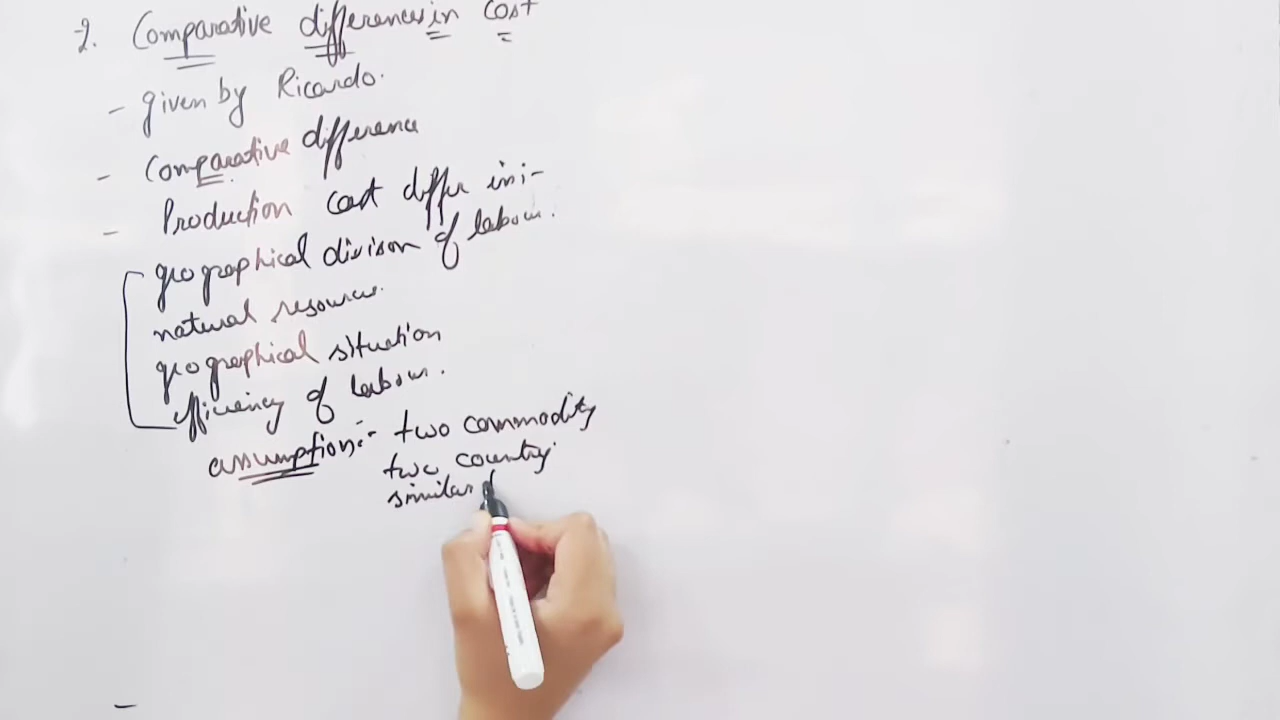 2. Comparative differences in Cost
- given by Ricardo.
- Comparative difference
- Production cost differ in:-
geographical divison of labour.
natural resources.
geographical situation
efficiency of labour.
assumption:- two commodity
two country
similar